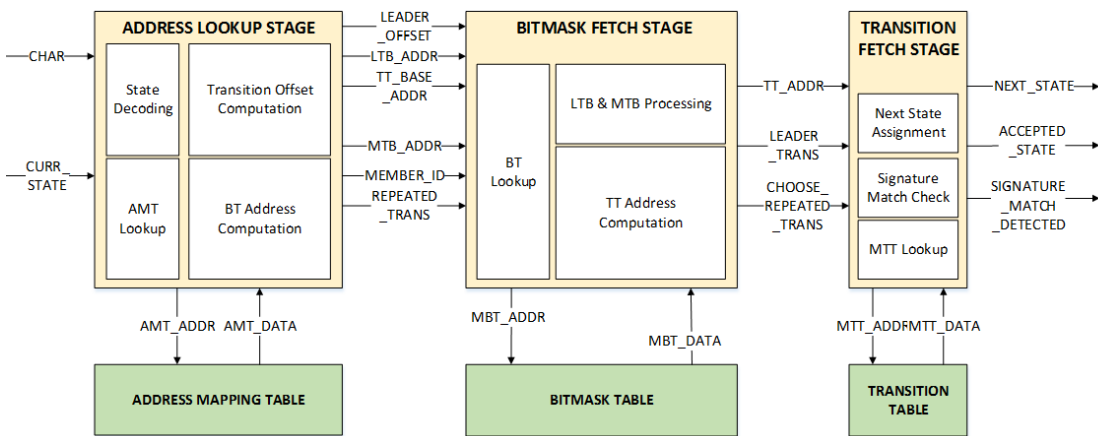 ADDRESS LOOKUP STAGE
CHAR
CURR_
STATE
State
Decoding
Transition Offset
Computation
AMT
Lookup
BT Address
Computation
LEADER
_OFFSET
LTB_ADDR
TT_BASE
_ADDR
MTB_ADDR
MEMBER_ID
REPEATED
_TRANS
BITMASK FETCH STAGE
BT
Lookup
LTB & MTB Processing
TT Address
Computation
TT_ADDR
LEADER
_TRANS
CHOOSE_
REPEATED
_TRANS
TRANSITION
FETCH STAGE
Next State
Assignment
Signature
Match Check
MTT Lookup
NEXT_STATE
ACCEPTED
_STATE
SIGNATURE
_MATCH
_DETECTED
AMT_ADDR
AMT_DATA
MBT_ADDR
MBT_DATA
MTT_ADDR
MTT_DATA
ADDRESS MAPPING TABLE
BITMASK TABLE
TRANSITION
TABLE